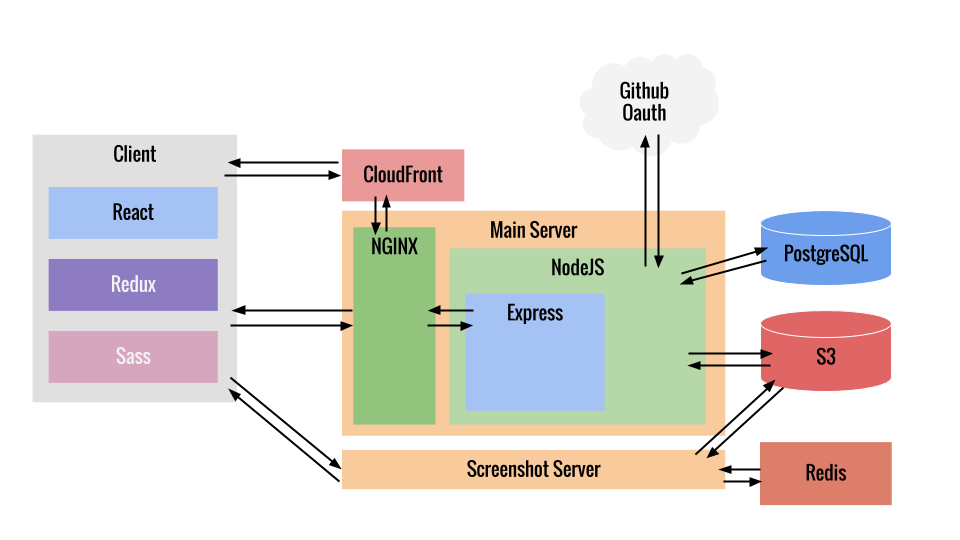 Github
Oauth
Client
CloudFront
React
Main Server
NGINX
PostgreSQL
NodeJS
Redux
Express
Sass
S3
Screenshot Server
Redis